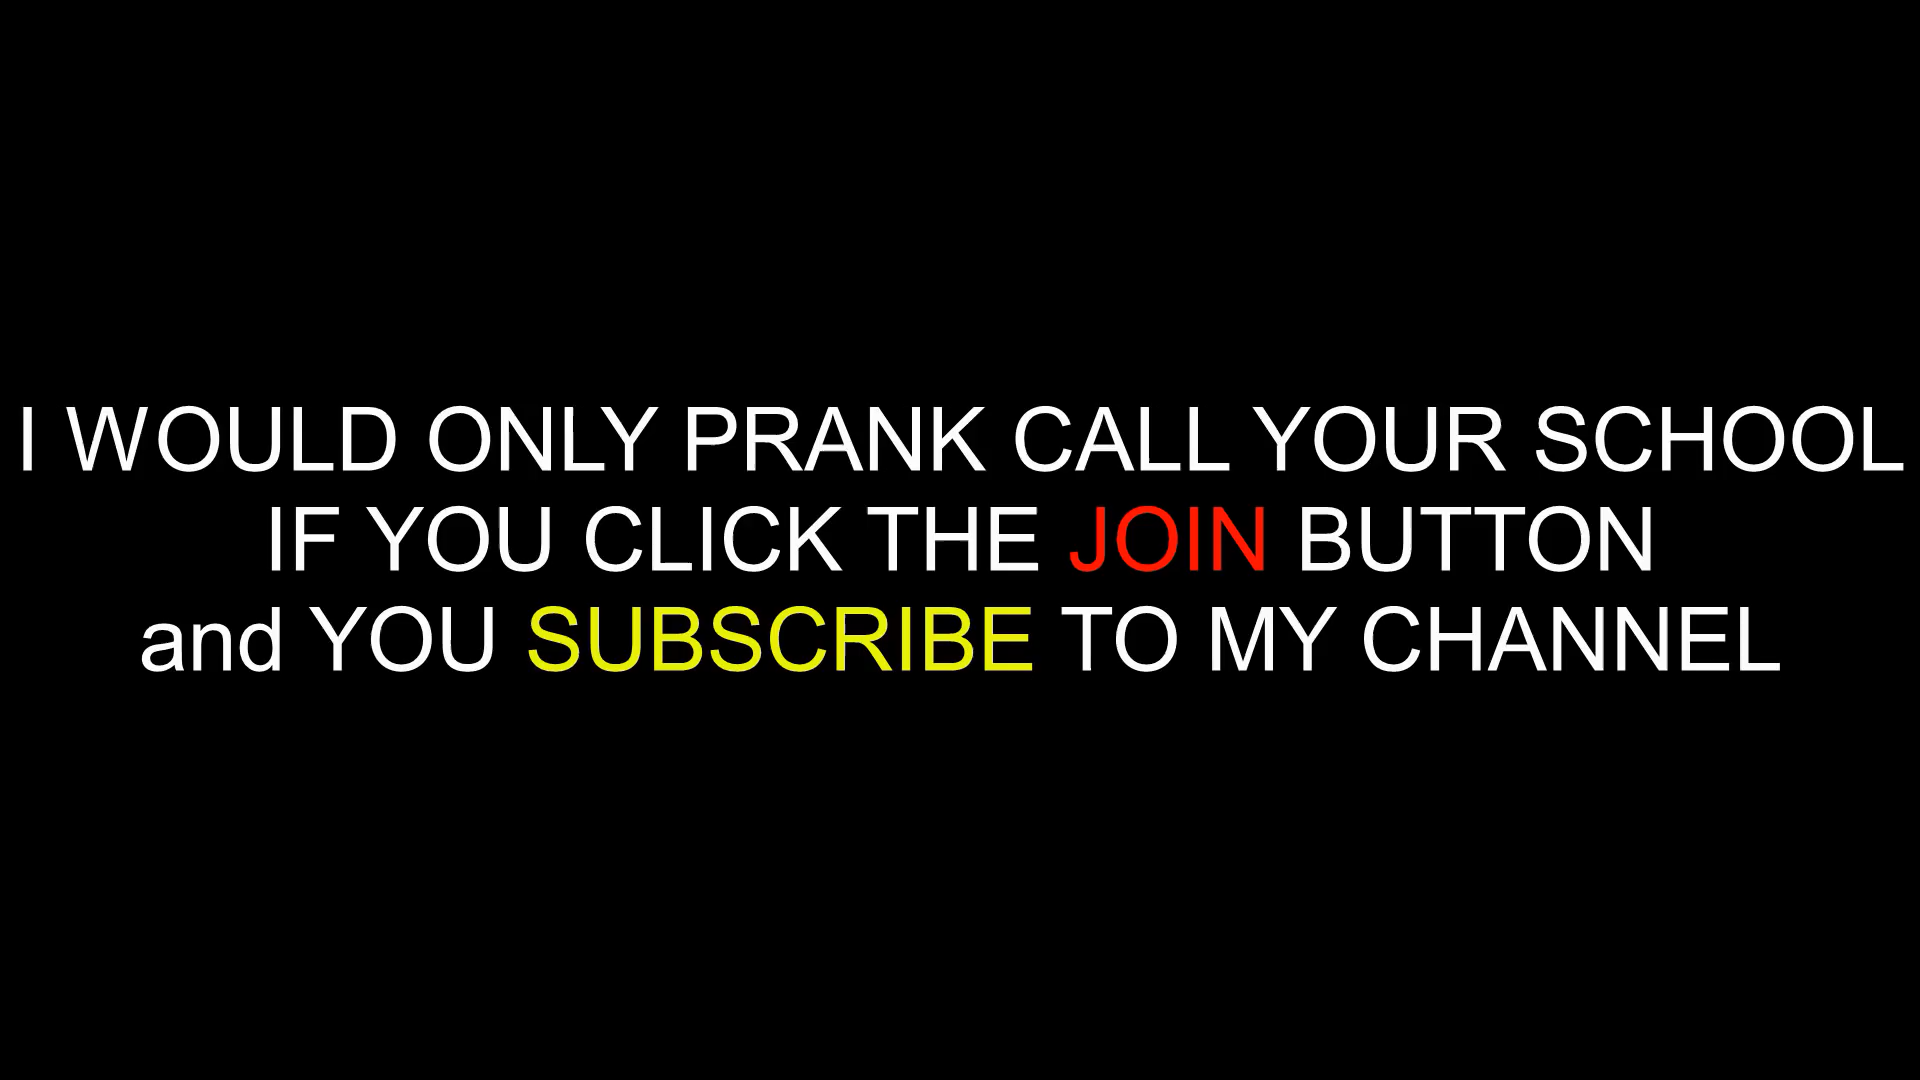 I WOULD ONLY PRANK CALL YOUR SCHOOL
IF YOU CLICK THE JOIN BUTTON
and YOU SUBSCRIBE TO MY CHANNEL